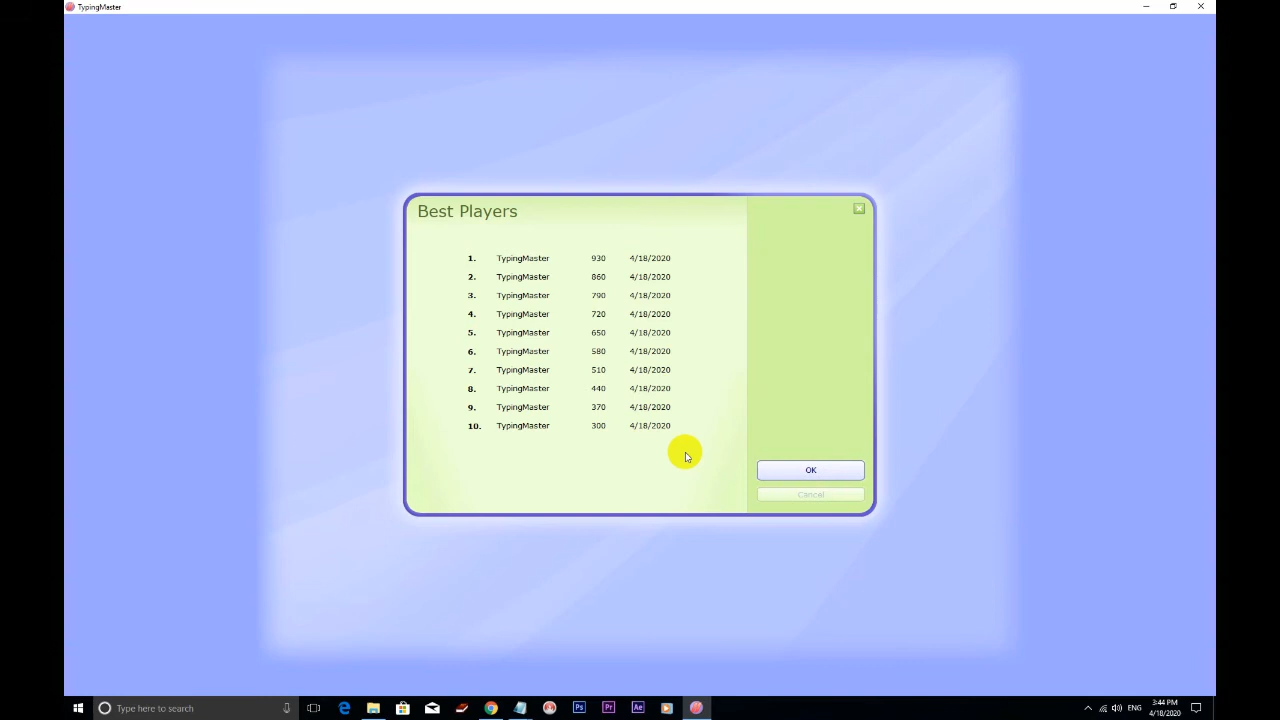 TypingMaster
Best Players
1. TypingMaster 930 4/18/2020
2. TypingMaster 860 4/18/2020
3. TypingMaster 790 4/18/2020
4. TypingMaster 720 4/18/2020
5. TypingMaster 650 4/18/2020
6. TypingMaster 580 4/18/2020
7. TypingMaster 510 4/18/2020
8. TypingMaster 440 4/18/2020
9. TypingMaster 370 4/18/2020
10. TypingMaster 300 4/18/2020
OK
Cancel
Type here to search
Ps
Pr
Ae
ENG
3:44 PM
4/18/2020